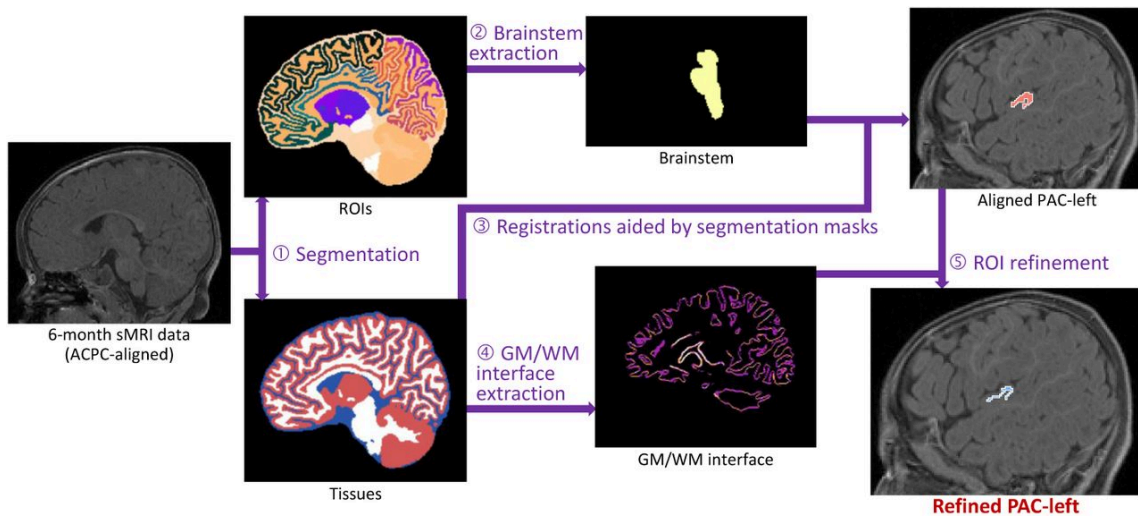 ② Brainstem
extraction
ROIs
Brainstem
Aligned PAC-left
① Segmentation
③ Registrations aided by segmentation masks
⑤ ROI refinement
6-month sMRI data
(ACPC-aligned)
④ GM/WM
interface
extraction
Tissues
GM/WM interface
Refined PAC-left